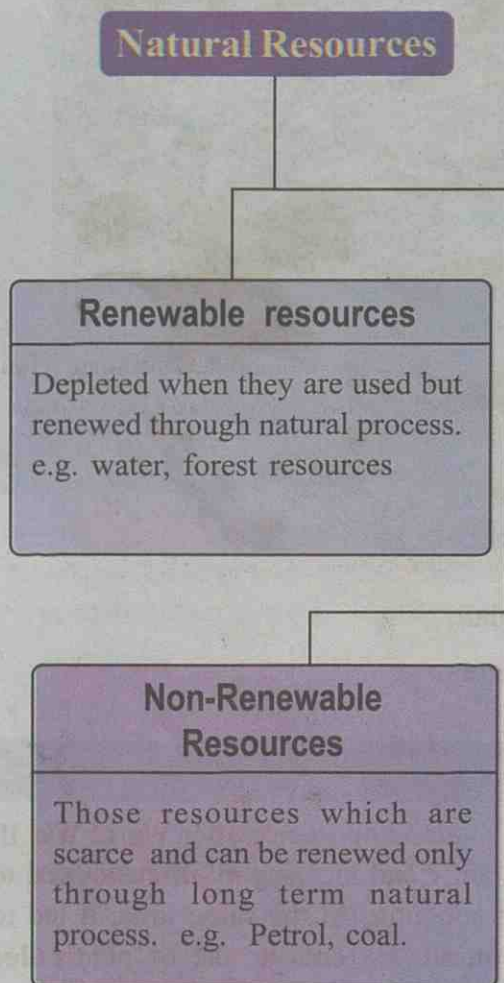 Natural Resources
Renewable resources
Depleted when they are used but
renewed through natural process.
e.g. water, forest resources
Non-Renewable
Resources
Those resources which are
scarce and can be renewed only
through long term natural
process. e.g. Petrol, coal.